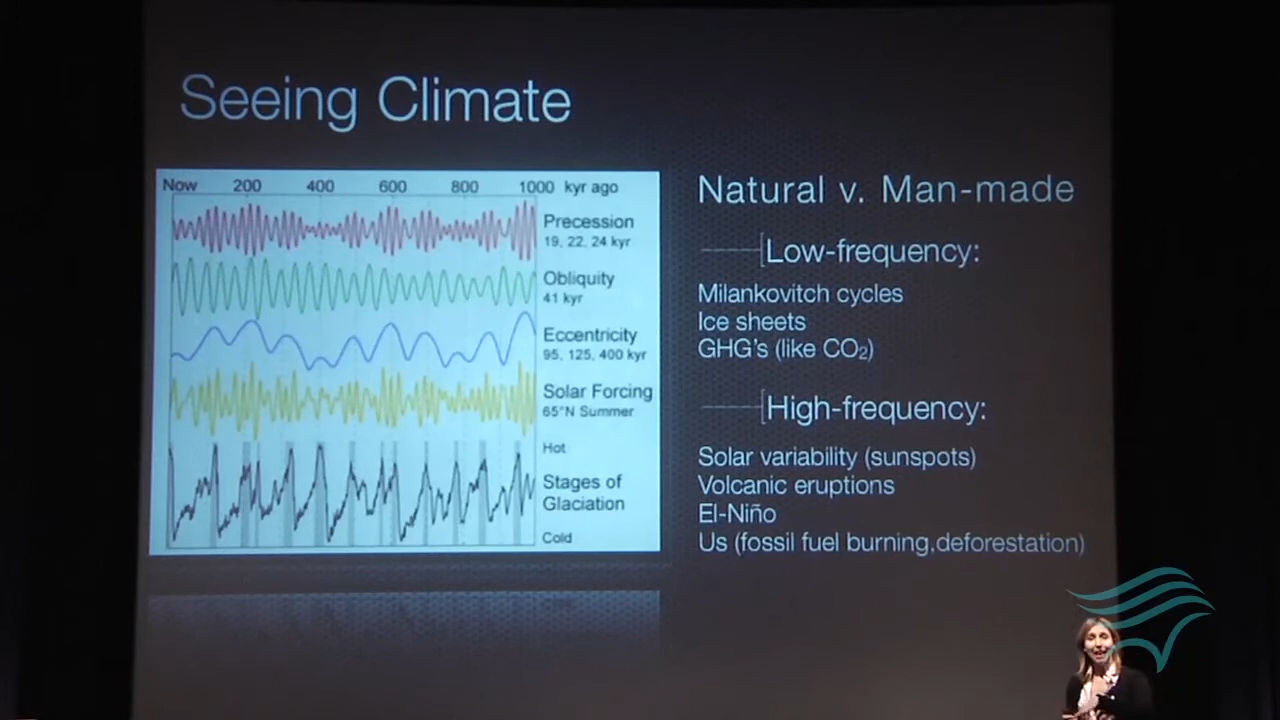 Seeing Climate
Now 200 400 600 800 1000 kyr ago
Precession
19, 22, 24 kyr
Obliquity
41 kyr
Eccentricity
95, 125, 400 kyr
Solar Forcing
65°N Summer
Hot
Stages of
Glaciation
Cold
Natural v. Man-made
Low-frequency:
Milankovitch cycles
Ice sheets
GHG's (like CO₂)
High-frequency:
Solar variability (sunspots)
Volcanic eruptions
El-Niño
Us (fossil fuel burning,deforestation)